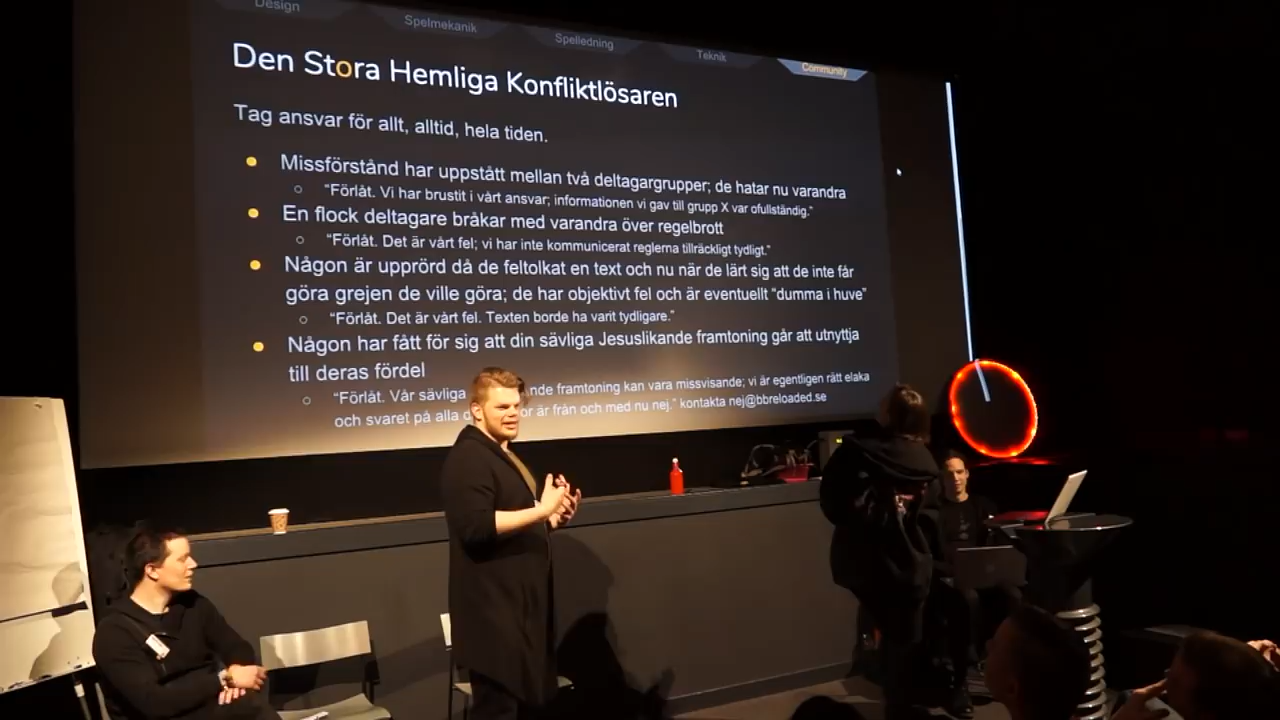 Design
Spelmekanik
Spelledning
Teknik
Community
Den Stora Hemliga Konfliktlösaren
Tag ansvar för allt, alltid, hela tiden.
Missförstånd har uppstått mellan två deltagargrupper; de hatar nu varandra
"Förlåt. Vi har brustit i vårt ansvar; informationen vi gav till grupp X var ofullständig."
En flock deltagare bråkar med varandra över regelbrott
"Förlåt. Det är vårt fel; vi har inte kommunicerat reglerna tillräckligt tydligt."
Någon är upprörd då de feltolkat en text och nu när de lärt sig att de inte får
göra grejen de ville göra; de har objektivt fel och är eventuellt "dumma i huve"
"Förlåt. Det är vårt fel. Texten borde ha varit tydligare."
Någon har fått för sig att din sävliga Jesuslikande framtoning går att utnyttja
till deras fördel
"Förlåt. Vår sävliga nde framtoning kan vara missvisande; vi är egentligen rätt elaka
och svaret på alla or är från och med nu nej." kontakta nej@bbreloaded.se